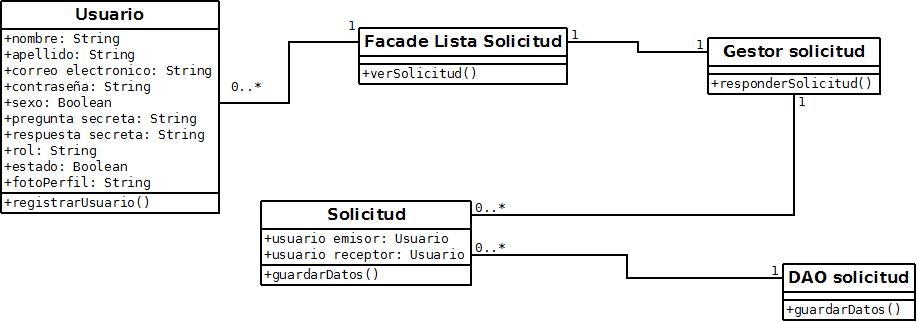 Usuario
+nombre: String
+apellido: String
+correo electronico: String
+contraseña: String
+sexo: Boolean
+pregunta secreta: String
+respuesta secreta: String
+rol: String
+estado: Boolean
+fotoPerfil: String
+registrarUsuario()
0..*
1
Facade Lista Solicitud
+verSolicitud()
1
1
Gestor solicitud
+responderSolicitud()
1
Solicitud
+usuario emisor: Usuario
+usuario receptor: Usuario
+guardarDatos()
0..*
0..*
1
DAO solicitud
+guardarDatos()